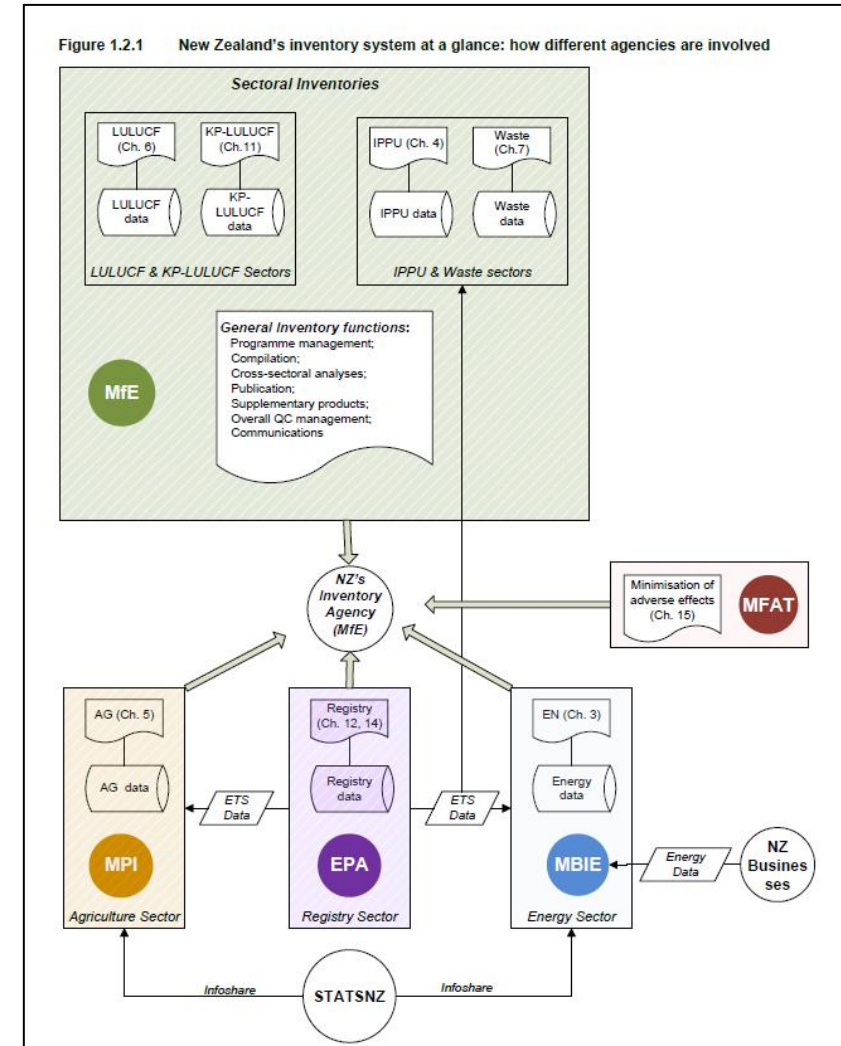 Figure 1.2.1 New Zealand's inventory system at a glance: how different agencies are involved
Sectoral Inventories
LULUCF
(Ch. 6)
KP-LULUCF
(Ch.11)
LULUCF
data
KP-
LULUCF
data
LULUCF & KP-LULUCF Sectors
IPPU (Ch. 4)
Waste
(Ch.7)
IPPU data
Waste
data
IPPU & Waste sectors
General Inventory functions:
Programme management;
Compilation;
Cross-sectoral analyses;
Publication;
Supplementary products;
Overall QC management;
Communications
MfE
NZ's
Inventory
Agency
(MfE)
Minimisation of
adverse effects
(Ch. 15)
MFAT
AG (Ch. 5)
AG data
MPI
Agriculture Sector
ETS
Data
Registry
(Ch. 12, 14)
Registry
data
EPA
Registry Sector
ETS
Data
EN (Ch. 3)
Energy
data
MBIE
Energy Sector
Energy
Data
NZ
Busines
ses
Infoshare
STATSNZ
Infoshare